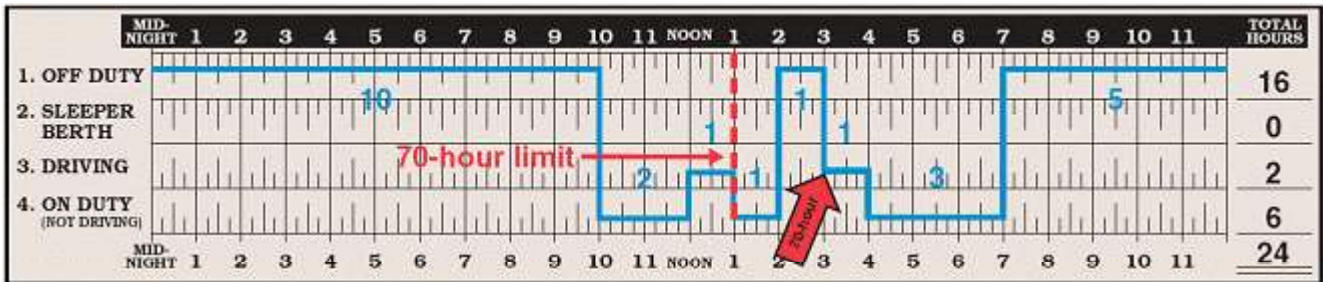 MID-NIGHT 1 2 3 4 5 6 7 8 9 10 11 NOON 1 2 3 4 5 6 7 8 9 10 11 TOTAL HOURS
1. OFF DUTY 16
10 1 5
2. SLEEPER BERTH 0
1 1
70-hour limit
3. DRIVING 2
2 1 3
4. ON DUTY (NOT DRIVING) 6
70-hour
MID-NIGHT 1 2 3 4 5 6 7 8 9 10 11 NOON 1 2 3 4 5 6 7 8 9 10 11 24